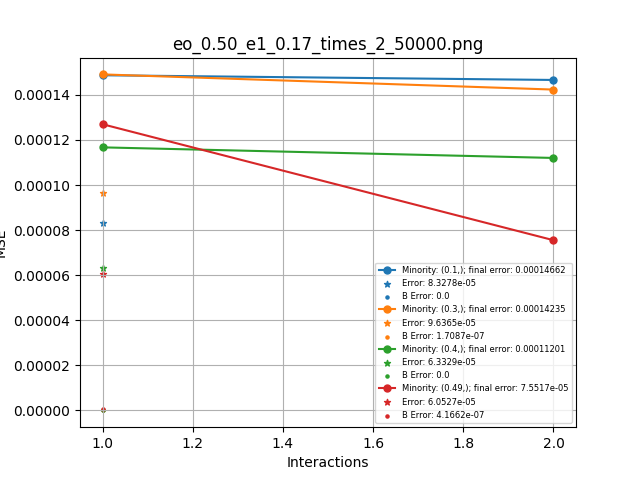 eo_0.50_e1_0.17_times_2_50000.png
0.00014
0.00012
0.00010
0.00008
0.00006
0.00004
0.00002
0.00000
MSE
Minority: (0.1,); final error: 0.00014662
Error: 8.3278e-05
B Error: 0.0
Minority: (0.3,); final error: 0.00014235
Error: 9.6365e-05
B Error: 1.7087e-07
Minority: (0.4,); final error: 0.00011201
Error: 6.3329e-05
B Error: 0.0
Minority: (0.49,); final error: 7.5517e-05
Error: 6.0527e-05
B Error: 4.1662e-07
1.0 1.2 1.4 1.6 1.8 2.0
Interactions